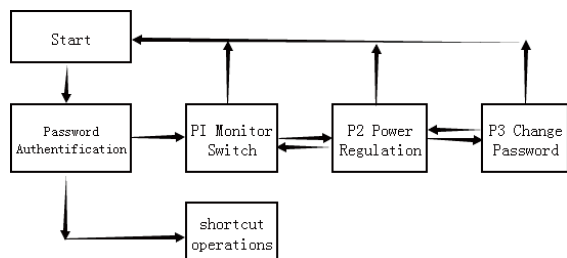 Start
Password
Authentification
PI Monitor
Switch
P2 Power
Regulation
P3 Change
Password
shortcut
operations